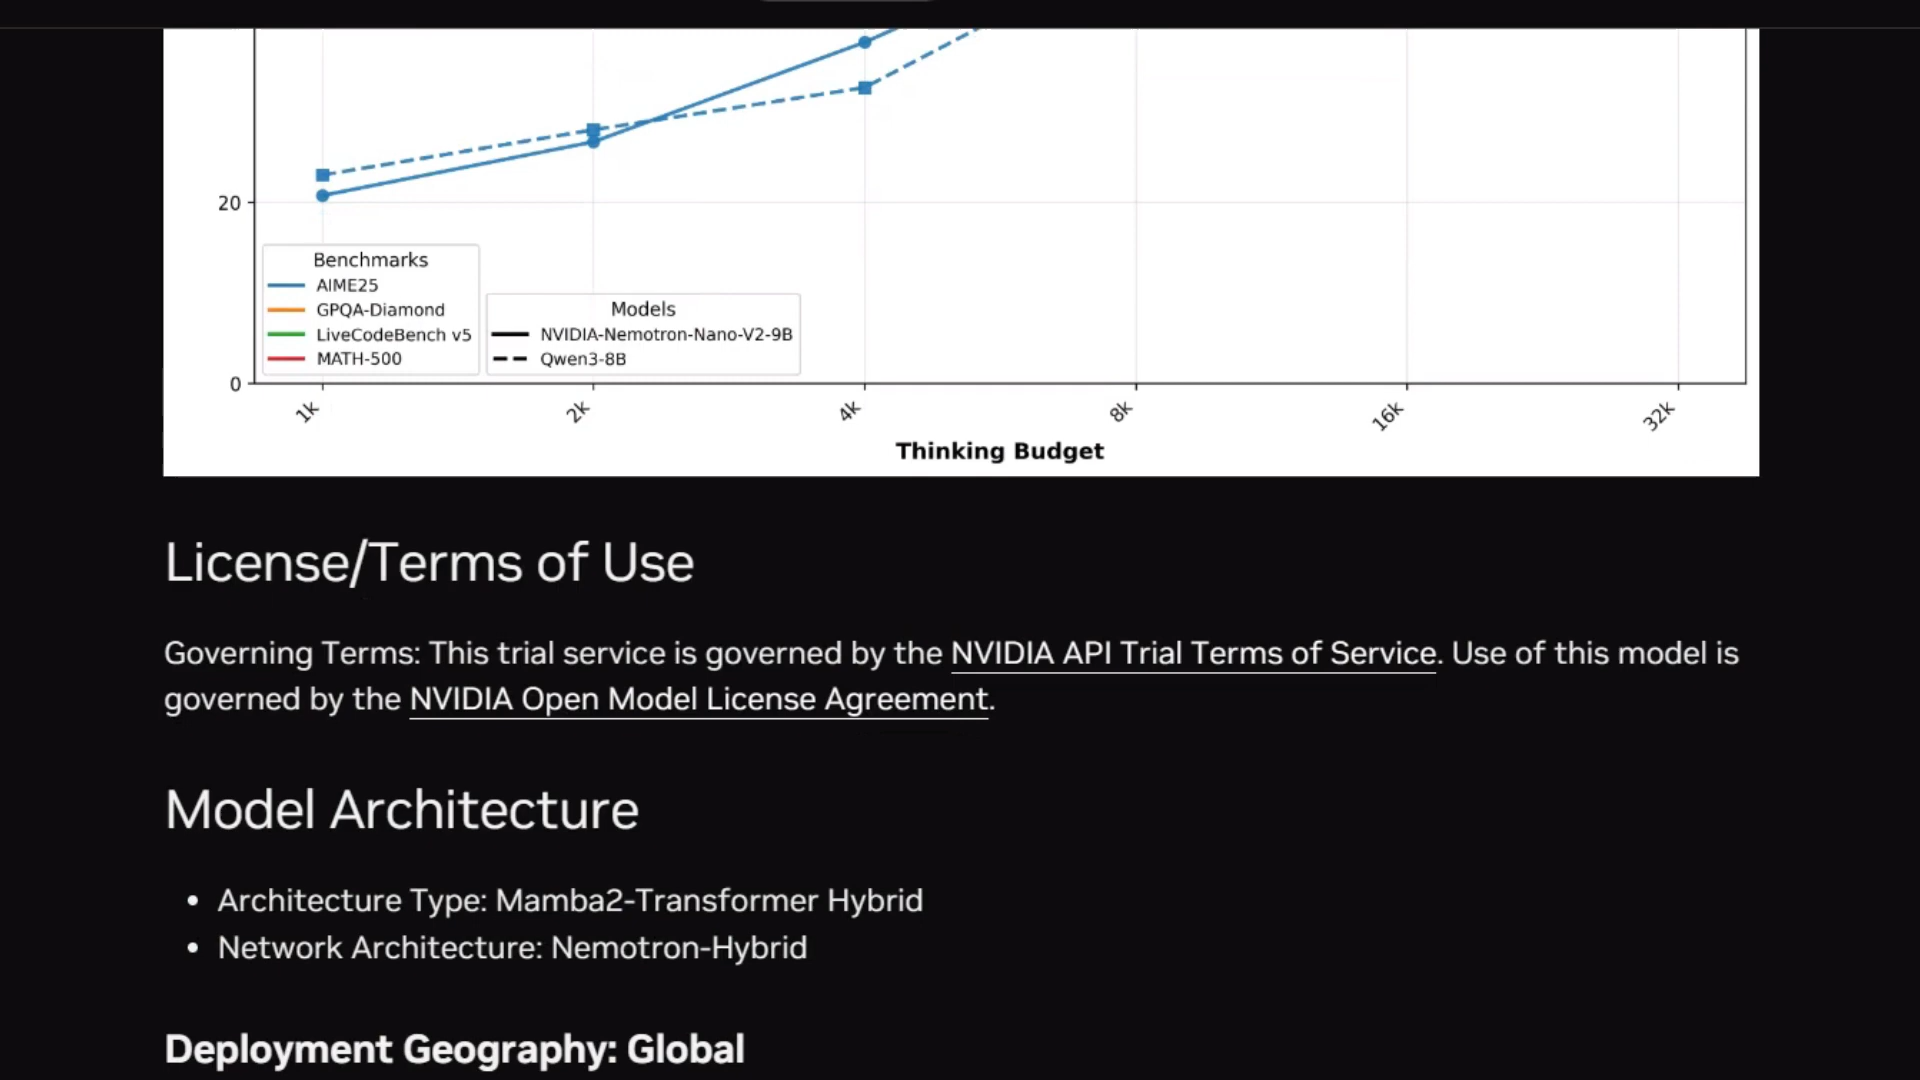 20
Benchmarks
AIME25
GPQA-Diamond
LiveCodeBench v5
MATH-500
Models
NVIDIA-Nemotron-Nano-V2-9B
Qwen3-8B
0
1k 2k 4k 8k 16k 32k
Thinking Budget
License/Terms of Use
Governing Terms: This trial service is governed by the NVIDIA API Trial Terms of Service. Use of this model is
governed by the NVIDIA Open Model License Agreement.
Model Architecture
• Architecture Type: Mamba2-Transformer Hybrid
• Network Architecture: Nemotron-Hybrid
Deployment Geography: Global